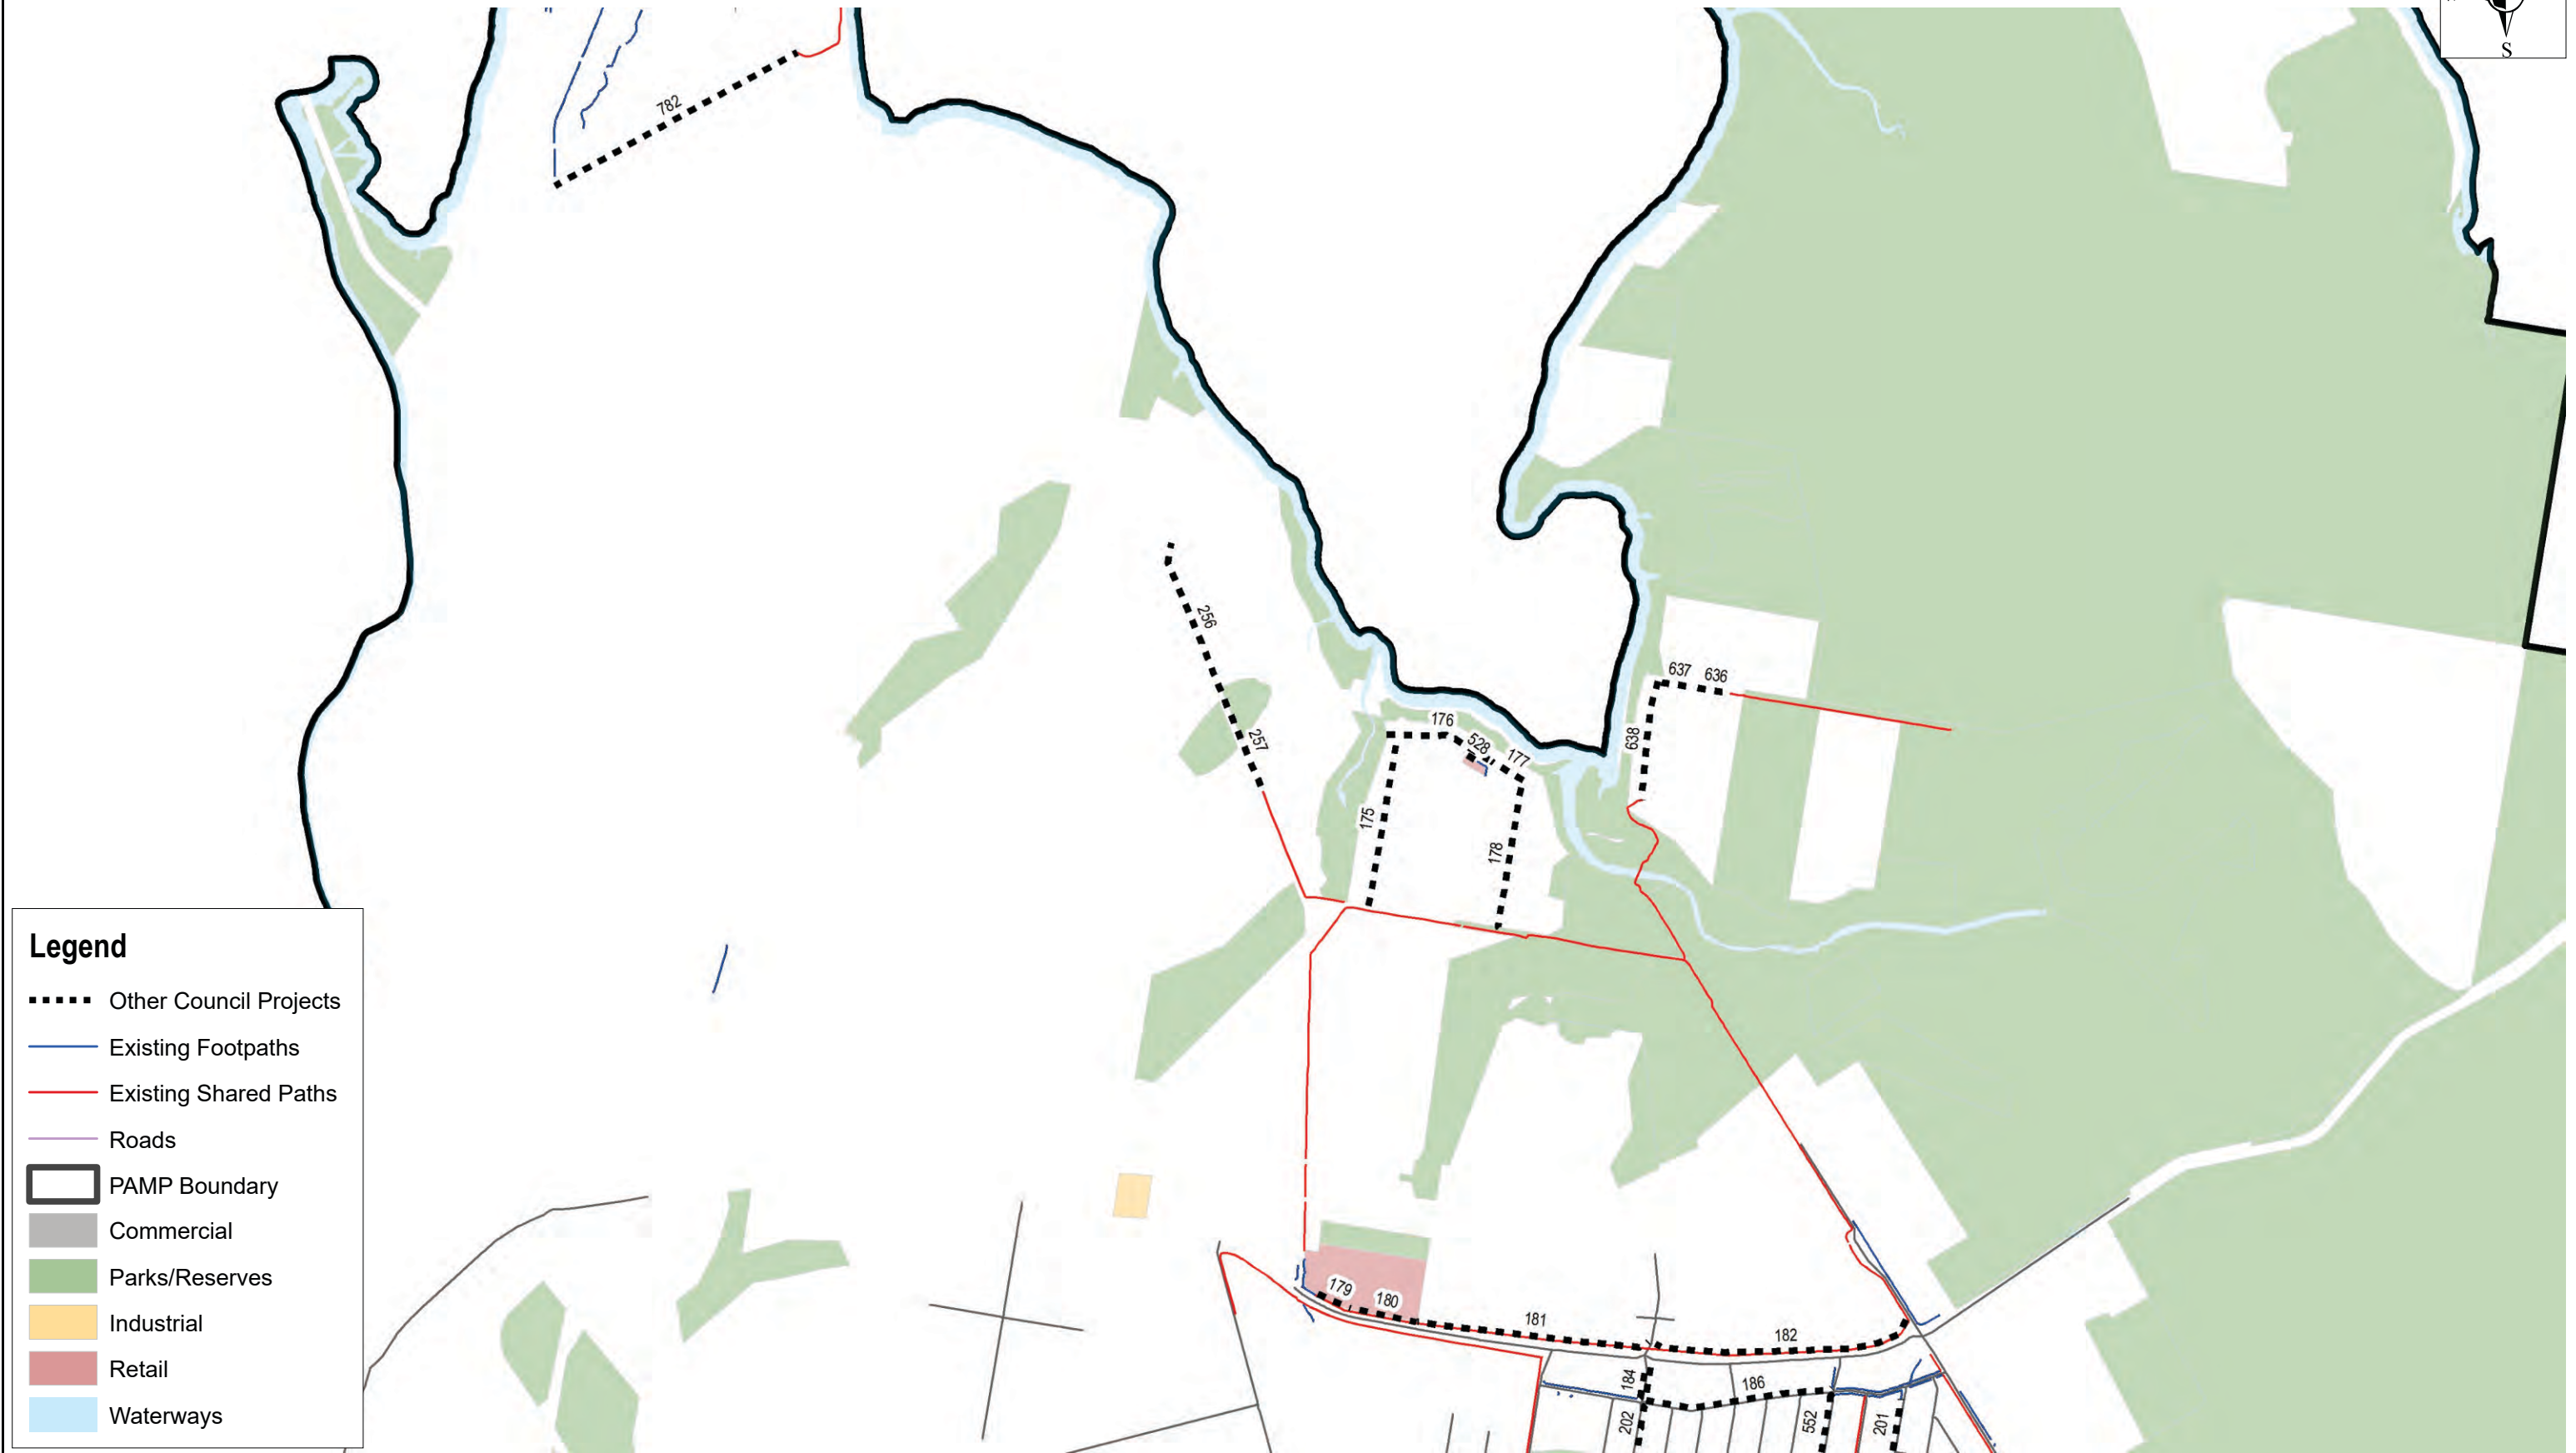 S
782
256
257
637 636
638
176
528
177
175
178
Legend
Other Council Projects
Existing Footpaths
Existing Shared Paths
Roads
PAMP Boundary
Commercial
Parks/Reserves
Industrial
Retail
Waterways
179
180
181
182
184
186
202
552
201